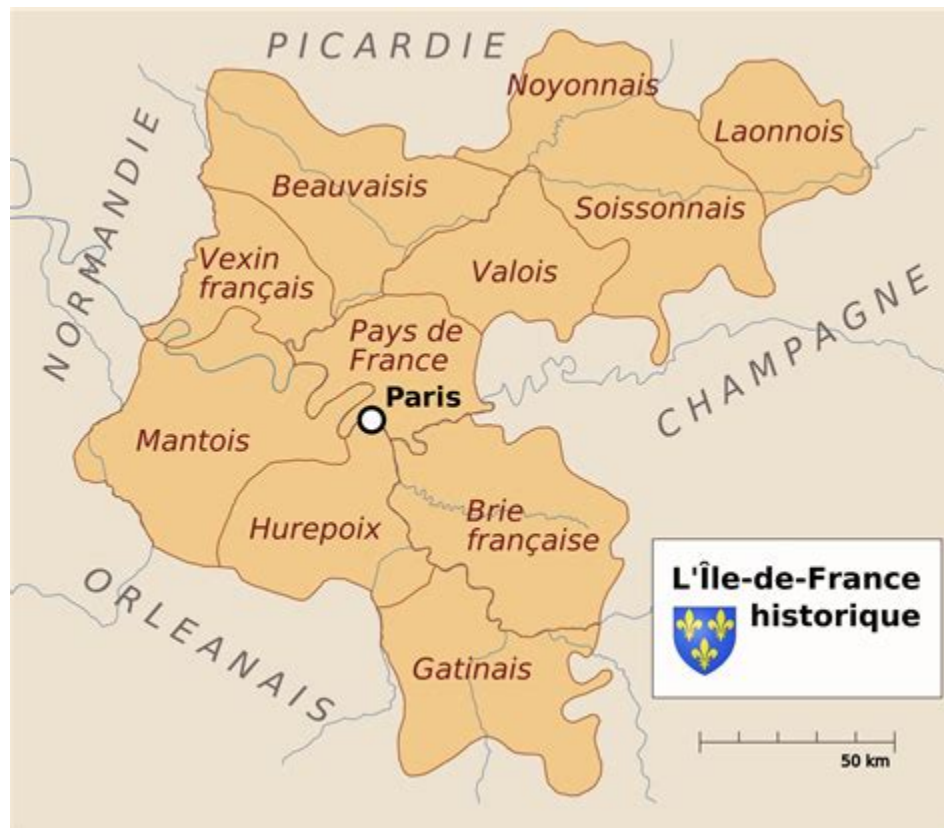 PICARDIE
Noyonnais
Laonnois
NORMANDIE
Beauvaisis
Soissonnais
Vexin
français
Valois
CHAMPAGNE
Pays de
France
Paris
Mantois
Hurepoix
Brie
française
ORLEANAIS
Gatinais
L'Île-de-France
historique
50 km